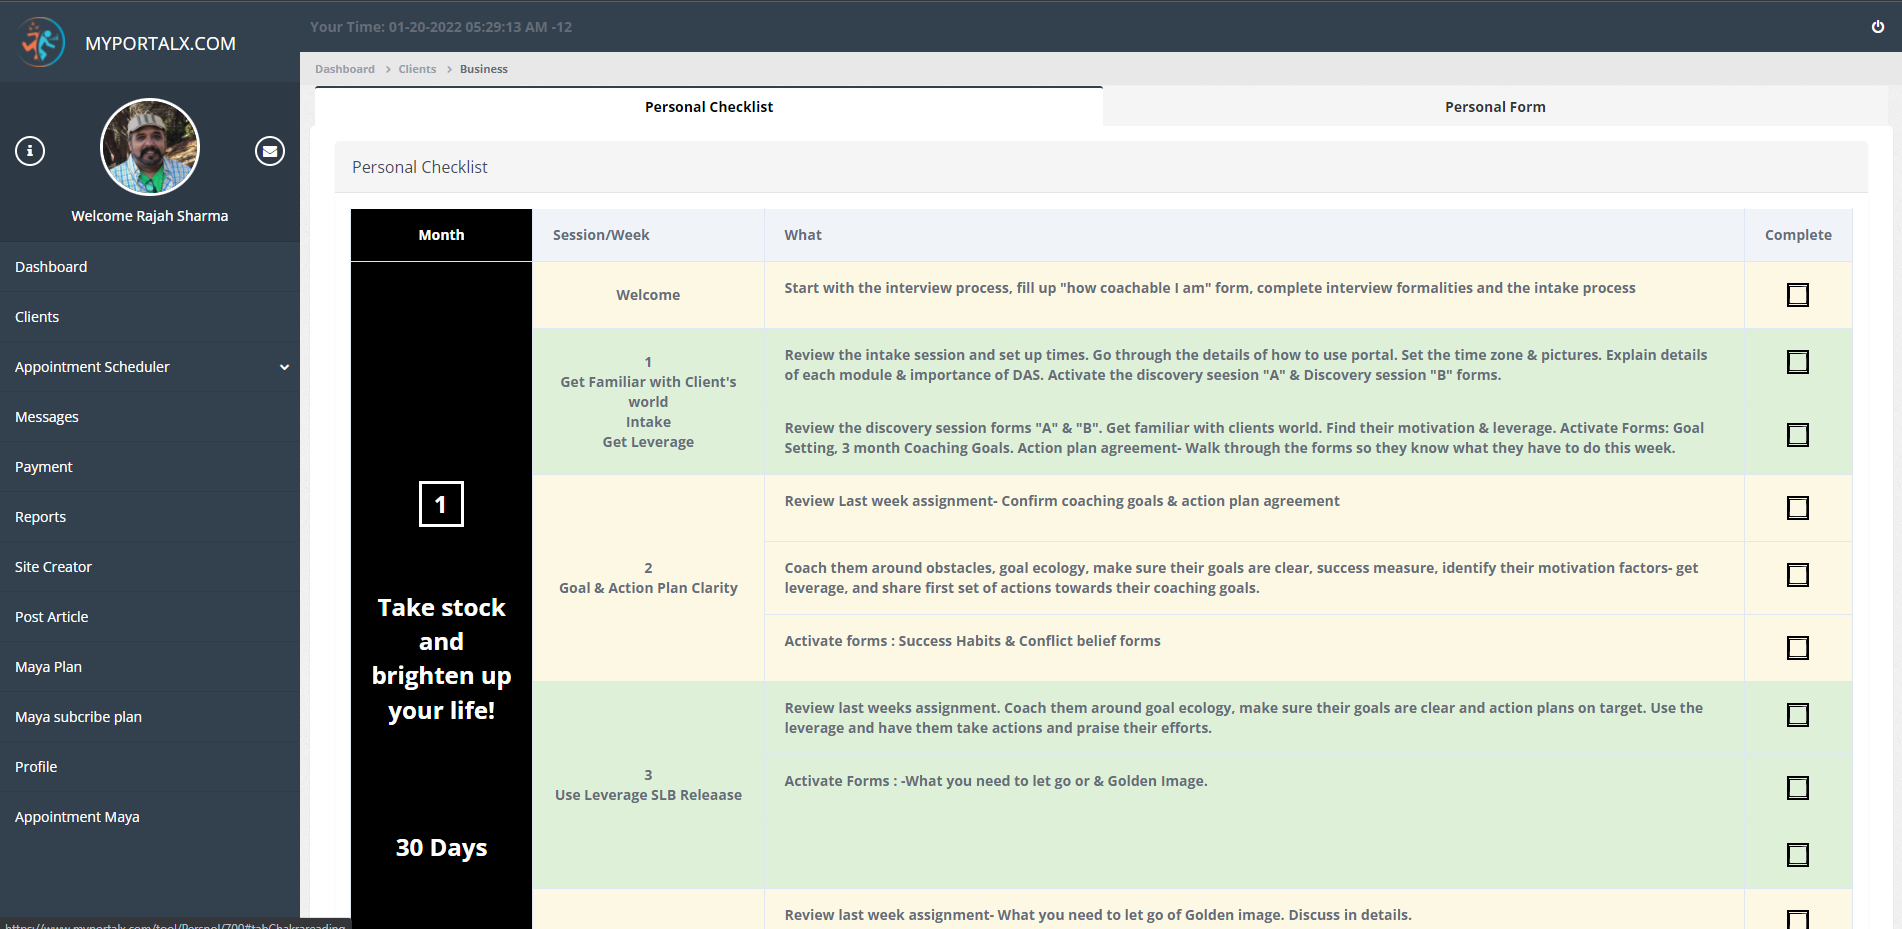 MYPORTALX.COM
Your Time: 01-20-2022 05:29:13 AM -12
Welcome Rajah Sharma
Dashboard
Clients
Appointment Scheduler
Messages
Payment
Reports
Site Creator
Post Article
Maya Plan
Maya subcribe plan
Profile
Appointment Maya
Dashboard > Clients > Business
Personal Checklist
Personal Form
Personal Checklist
Month
Session/Week
What
Complete
1
Take stock
and
brighten up
your life!
30 Days
Welcome
Start with the interview process, fill up "how coachable I am" form, complete interview formalities and the intake process
1
Get Familiar with Client's
world
Intake
Get Leverage
Review the intake session and set up times. Go through the details of how to use portal. Set the time zone & pictures. Explain details
of each module & importance of DAS. Activate the discovery seesion "A" & Discovery session "B" forms.
Review the discovery session forms "A" & "B". Get familiar with clients world. Find their motivation & leverage. Activate Forms: Goal
Setting, 3 month Coaching Goals. Action plan agreement- Walk through the forms so they know what they have to do this week.
2
Goal & Action Plan Clarity
Review Last week assignment- Confirm coaching goals & action plan agreement
Coach them around obstacles, goal ecology, make sure their goals are clear, success measure, identify their motivation factors- get
leverage, and share first set of actions towards their coaching goals.
Activate forms : Success Habits & Conflict belief forms
3
Use Leverage SLB Releaase
Review last weeks assignment. Coach them around goal ecology, make sure their goals are clear and action plans on target. Use the
leverage and have them take actions and praise their efforts.
Activate Forms : -What you need to let go or & Golden Image.
Review last week assignment- What you need to let go of Golden image. Discuss in details.